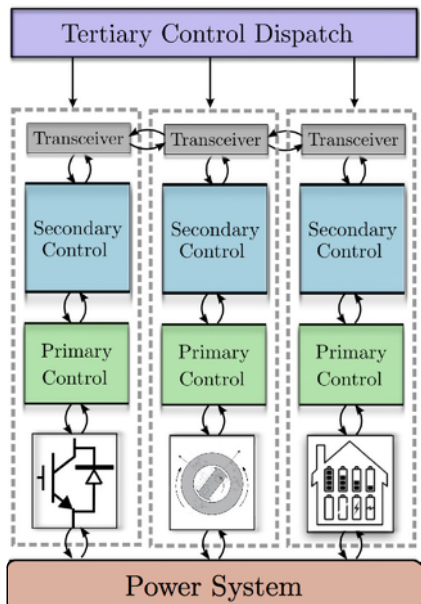 Tertiary Control Dispatch
Transceiver
Transceiver
Transceiver
Secondary
Control
Secondary
Control
Secondary
Control
Primary
Control
Primary
Control
Primary
Control
Power System